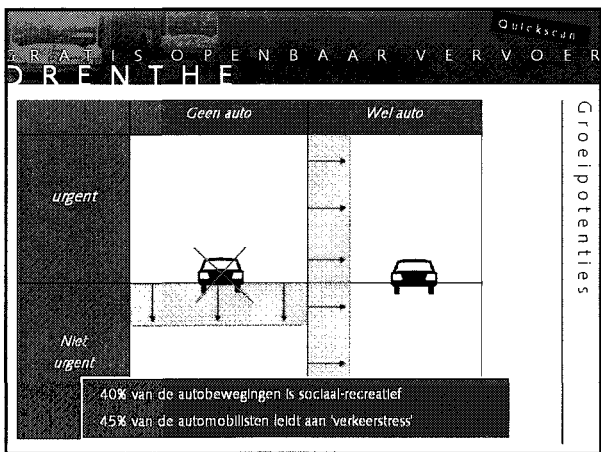 Quickscan
GRATIS OPENBAAR VERVOER
DRENTHE
Geen auto
Wel auto
Groeipotenties
urgent
Niet
urgent
40% van de autobewegingen is sociaal-recreatief
45% van de automobilisten leidt aan 'verkeerstress'